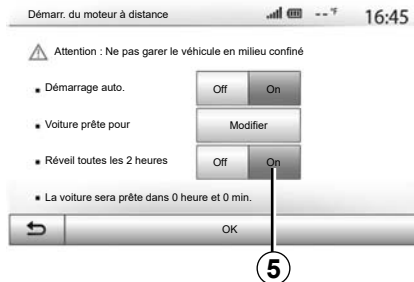 Démarr. du moteur à distance -- °F 16:45
Attention : Ne pas garer le véhicule en milieu confiné
Démarrage auto. Off On
Voiture prête pour Modifier
Réveil toutes les 2 heures Off On
La voiture sera prête dans 0 heure et 0 min.
OK
5